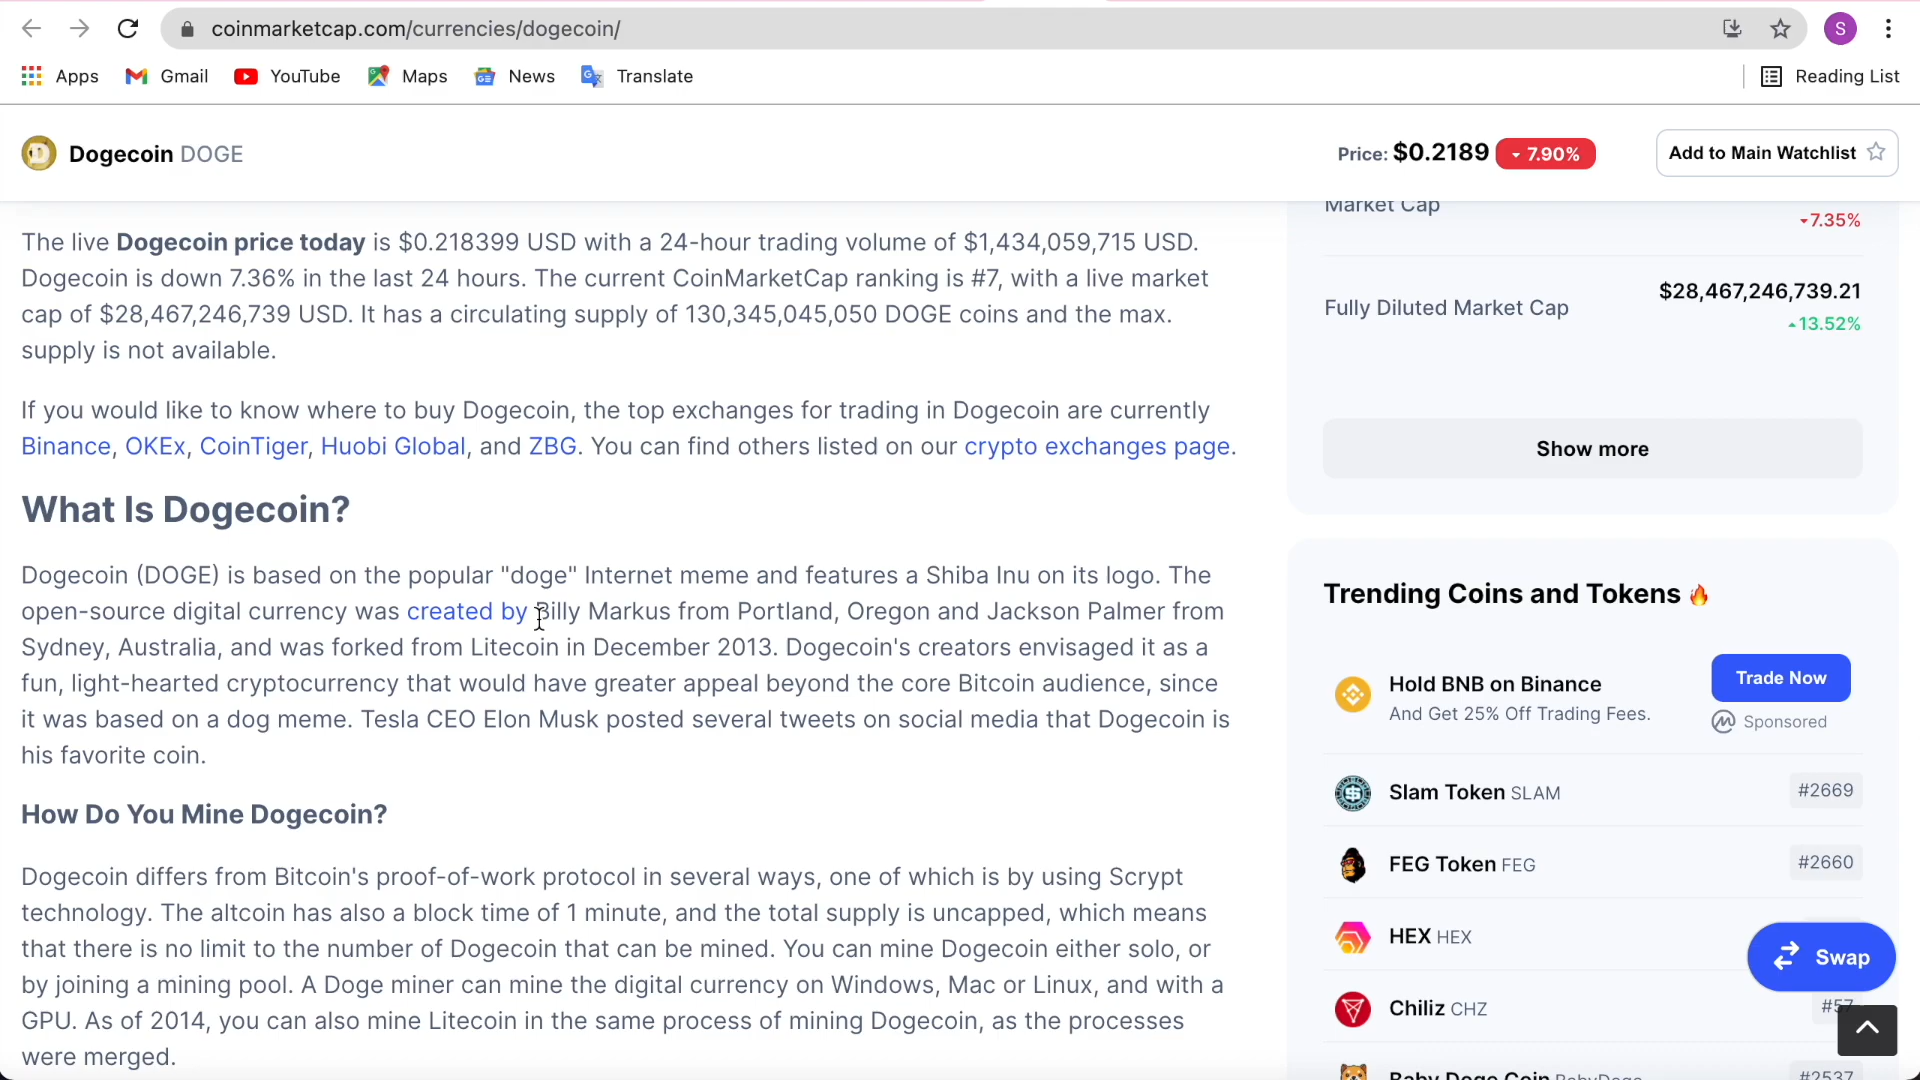 coinmarketcap.com/currencies/dogecoin/
S
Apps Gmail YouTube Maps News Translate
Reading List
Dogecoin DOGE
Price: $0.2189 7.90%
Add to Main Watchlist
The live Dogecoin price today is $0.218399 USD with a 24-hour trading volume of $1,434,059,715 USD.
Dogecoin is down 7.36% in the last 24 hours. The current CoinMarketCap ranking is #7, with a live market
cap of $28,467,246,739 USD. It has a circulating supply of 130,345,045,050 DOGE coins and the max.
supply is not available.
If you would like to know where to buy Dogecoin, the top exchanges for trading in Dogecoin are currently
Binance, OKEx, CoinTiger, Huobi Global, and ZBG. You can find others listed on our crypto exchanges page.
What Is Dogecoin?
Dogecoin (DOGE) is based on the popular "doge" Internet meme and features a Shiba Inu on its logo. The
open-source digital currency was created by Billy Markus from Portland, Oregon and Jackson Palmer from
Sydney, Australia, and was forked from Litecoin in December 2013. Dogecoin's creators envisaged it as a
fun, light-hearted cryptocurrency that would have greater appeal beyond the core Bitcoin audience, since
it was based on a dog meme. Tesla CEO Elon Musk posted several tweets on social media that Dogecoin is
his favorite coin.
How Do You Mine Dogecoin?
Dogecoin differs from Bitcoin's proof-of-work protocol in several ways, one of which is by using Scrypt
technology. The altcoin has also a block time of 1 minute, and the total supply is uncapped, which means
that there is no limit to the number of Dogecoin that can be mined. You can mine Dogecoin either solo, or
by joining a mining pool. A Doge miner can mine the digital currency on Windows, Mac or Linux, and with a
GPU. As of 2014, you can also mine Litecoin in the same process of mining Dogecoin, as the processes
were merged.
Market Cap
7.35%
Fully Diluted Market Cap
$28,467,246,739.21
13.52%
Show more
Trending Coins and Tokens
Hold BNB on Binance
And Get 25% Off Trading Fees.
Trade Now
Sponsored
Slam Token SLAM #2669
FEG Token FEG #2660
HEX HEX
Swap
Chiliz CHZ #57
Baby Doge Coin BabyDoge #2537